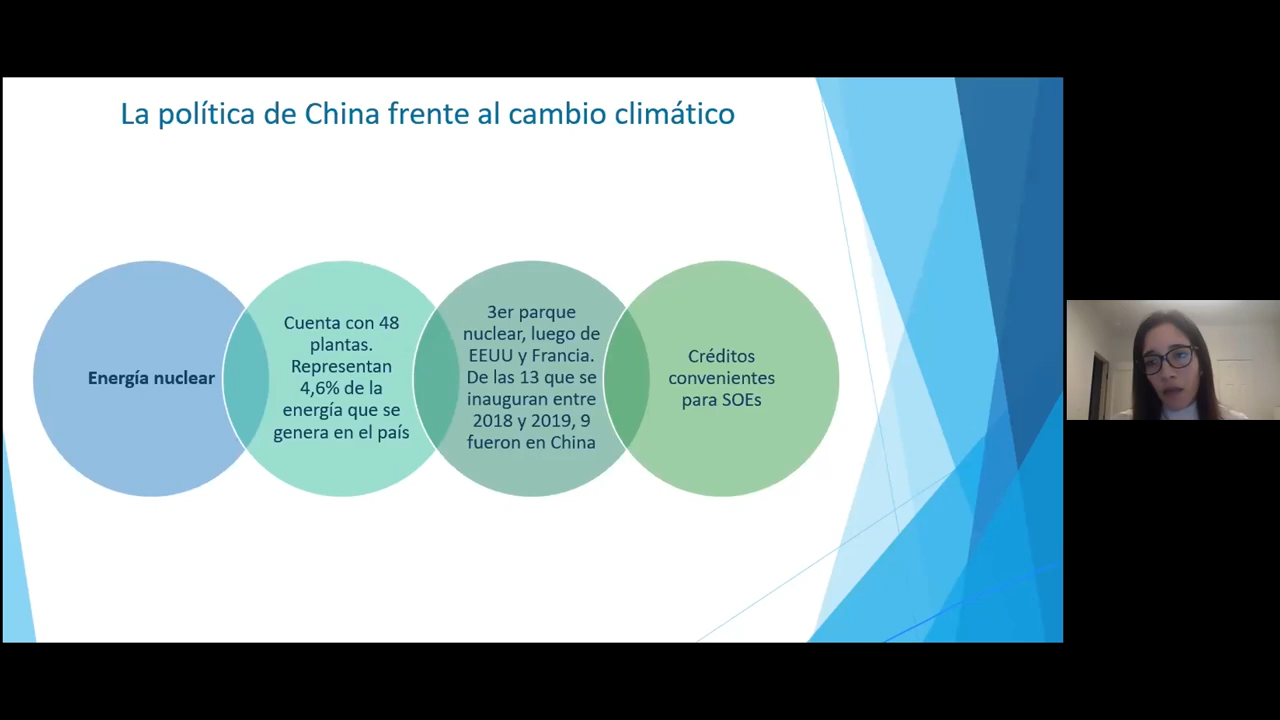 La política de China frente al cambio climático
Energía nuclear
Cuenta con 48
plantas.
Representan
4,6% de la
energía que se
genera en el país
3er parque
nuclear, luego de
EEUU y Francia.
De las 13 que se
inauguran entre
2018 y 2019, 9
fueron en China
Créditos
convenientes
para SOEs